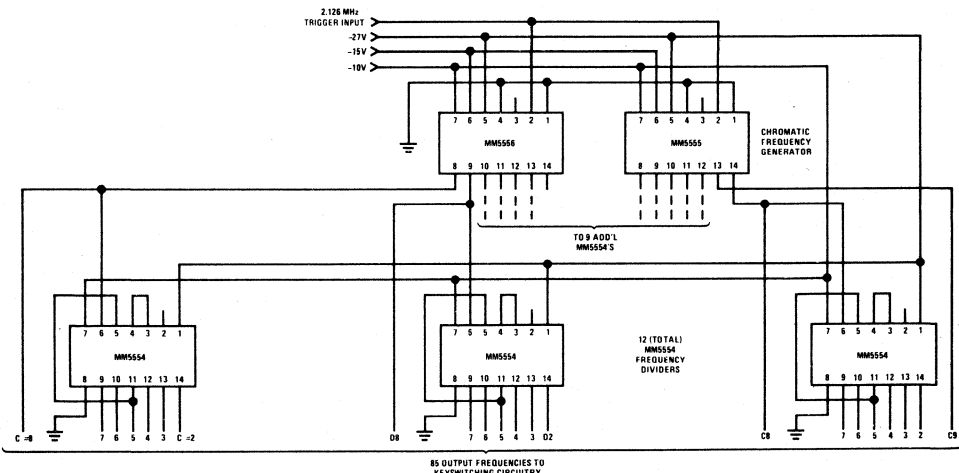 2.126 MHz
TRIGGER INPUT
-27V
-15V
-10V
7 6 5 4 3 2 1
MM5556
8 9 10 11 12 13 14
7 6 5 4 3 2 1
MM5555
8 9 10 11 12 13 14
CHROMATIC
FREQUENCY
GENERATOR
TO 9 ADD'L
MM5554'S
7 6 5 4 3 2 1
MM5554
8 9 10 11 12 13 14
7 6 5 4 3 2 1
MM5554
8 9 10 11 12 13 14
12 (TOTAL)
MM5554
FREQUENCY
DIVIDERS
7 6 5 4 3 2 1
MM5554
8 9 10 11 12 13 14
C =8 7 6 5 4 3 C =2
D8 7 6 5 4 3 D2
C8 7 6 5 4 3 2 C9
85 OUTPUT FREQUENCIES TO
KEYSWITCHING CIRCUITRY